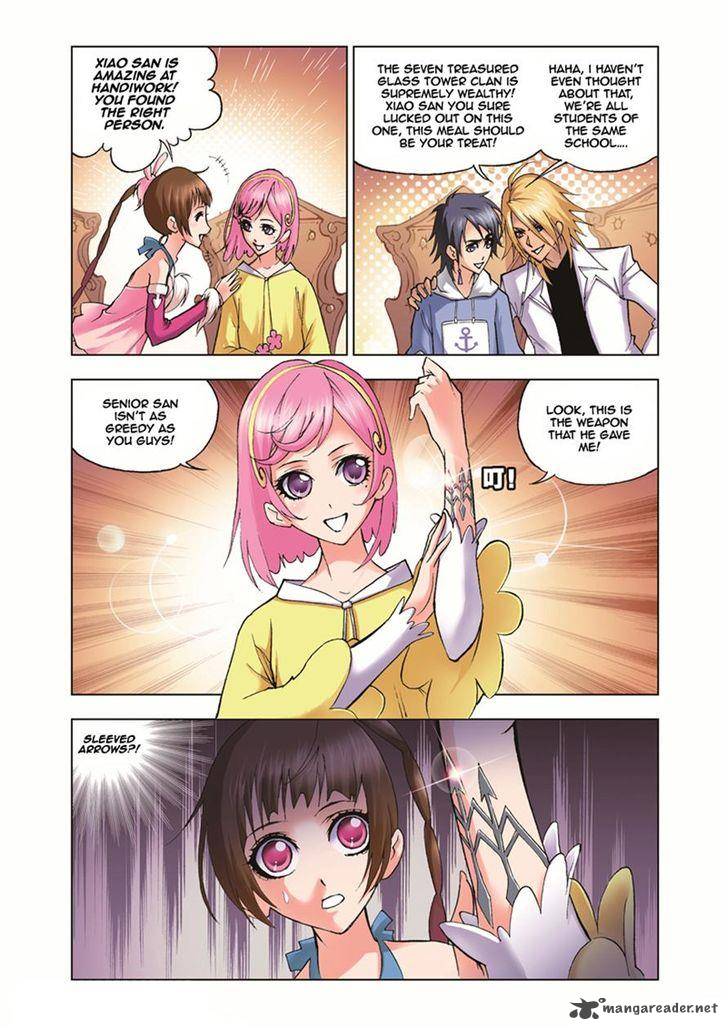 XIAO SAN IS
AMAZING AT
HANDIWORK!
YOU FOUND
THE RIGHT
PERSON.
THE SEVEN TREASURED
GLASS TOWER CLAN IS
SUPREMELY WEALTHY!
XIAO SAN YOU SURE
LUCKED OUT ON THIS
ONE, THIS MEAL SHOULD
BE YOUR TREAT!
HAHA, I HAVEN'T
EVEN THOUGHT
ABOUT THAT,
WE'RE ALL
STUDENTS OF
THE SAME
SCHOOL....
SENIOR SAN
ISN'T AS
GREEDY AS
YOU GUYS!
LOOK, THIS IS
THE WEAPON
THAT HE GAVE
ME!
叮!
SLEEVED
ARROWS?!
mangareader.net